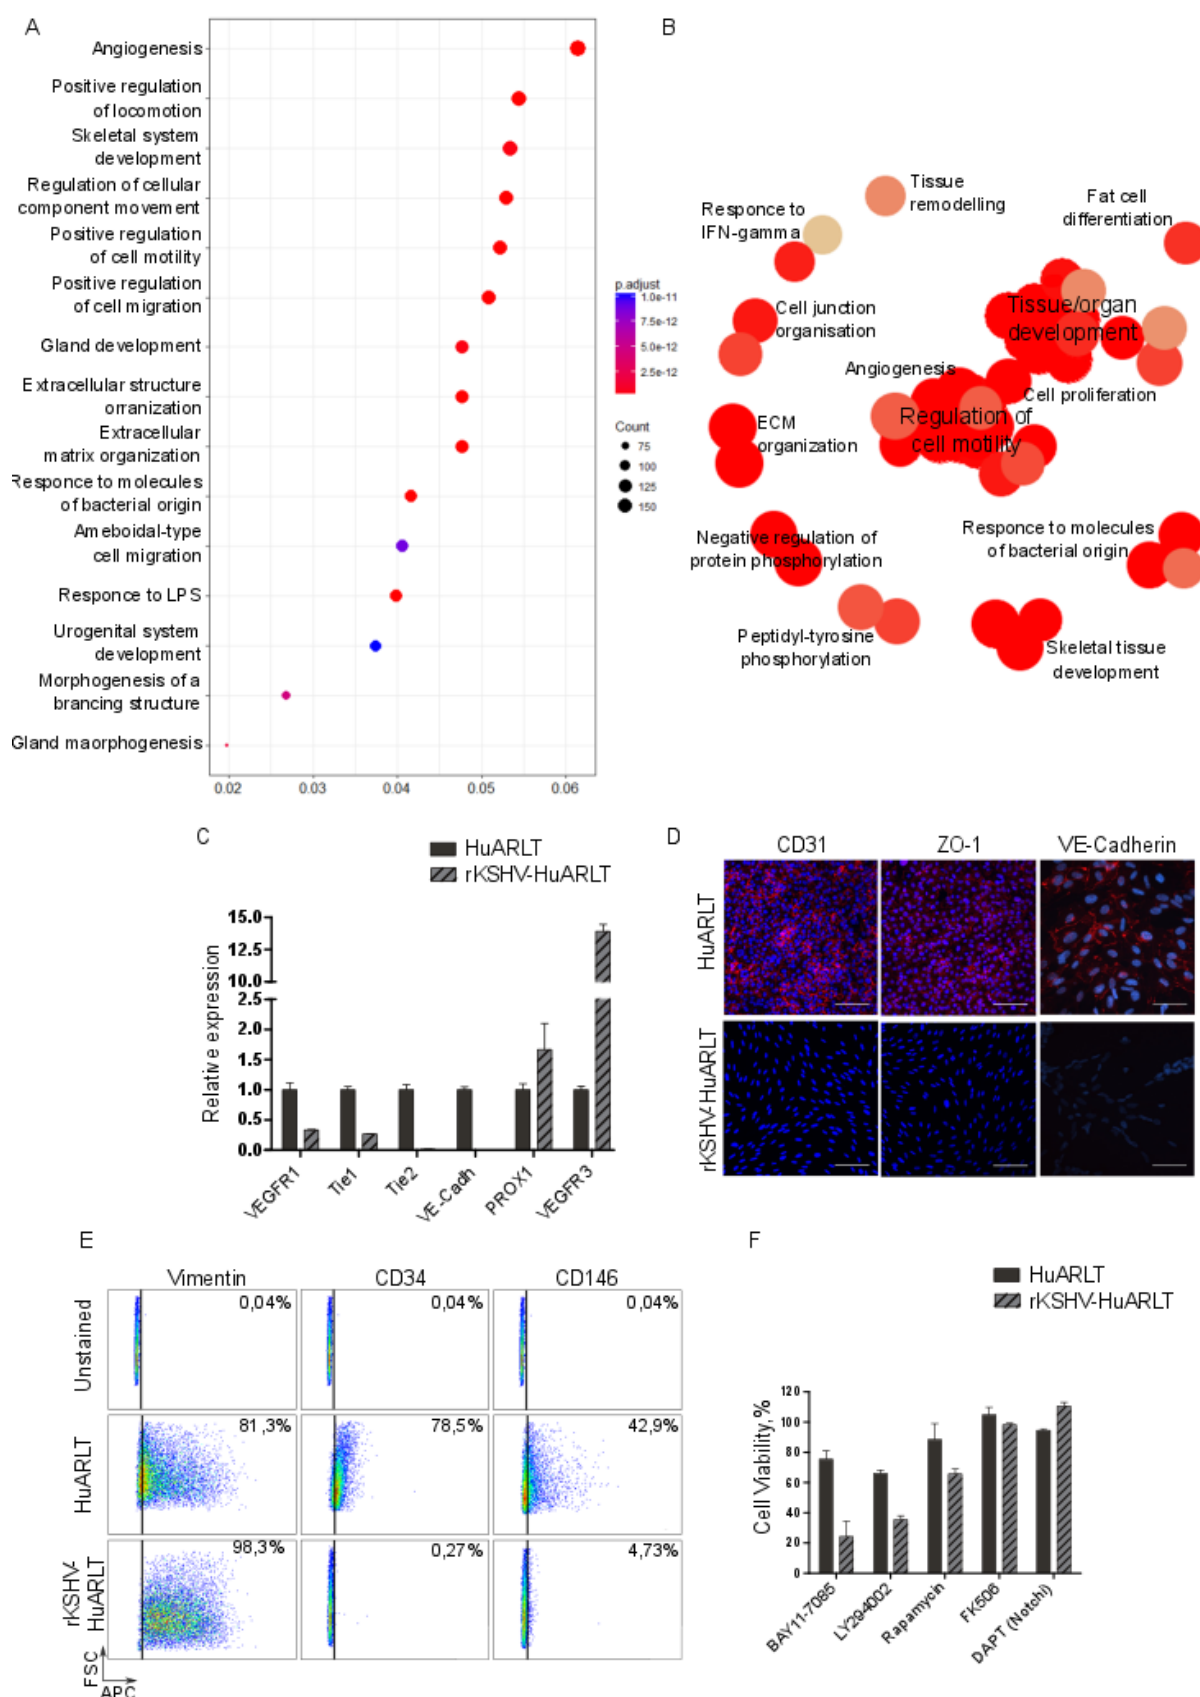 A
Angiogenesis
Positive regulation
of locomotion
Skeletal system
development
Regulation of cellular
component movement
Positive regulation
of cell motility
Positive regulation
of cell migration
Gland development
Extracellular structure
orranization
Extracellular
matrix organization
Responce to molecules
of bacterial origin
Ameboidal-type
cell migration
Responce to LPS
Urogenital system
development
Morphogenesis of a
brancing structure
Gland maorphogenesis
0.02 0.03 0.04 0.05 0.06
p.adjust
1.0e-11
7.5e-12
5.0e-12
2.5e-12
Count
75
100
125
150
B
Tissue
remodelling
Responce to
IFN-gamma
Fat cell
differentiation
Cell junction
organisation
Tissue/organ
development
Angiogenesis
Cell proliferation
ECM
organization
Regulation of
cell motility
Negative regulation of
protein phosphorylation
Responce to molecules
of bacterial origin
Peptidyl-tyrosine
phosphorylation
Skeletal tissue
development
C
HuARLT
rKSHV-HuARLT
Relative expression
15.0
12.5
10.0
2.5
2.0
1.5
1.0
0.5
0.0
VEGFR1
Tie1
Tie2
VE-Cadh
PROX1
VEGFR3
D
CD31 ZO-1 VE-Cadherin
HuARLT
rKSHV-HuARLT
E
Vimentin CD34 CD146
Unstained
0,04% 0,04% 0,04%
HuARLT
81,3% 78,5% 42,9%
rKSHV-
HuARLT
98,3% 0,27% 4,73%
FSC
APC
F
HuARLT
rKSHV-HuARLT
Cell Viability,%
120
100
80
60
40
20
0
BAY11-7085
LY294002
Rapamycin
FK506
DAPT (Notchi)